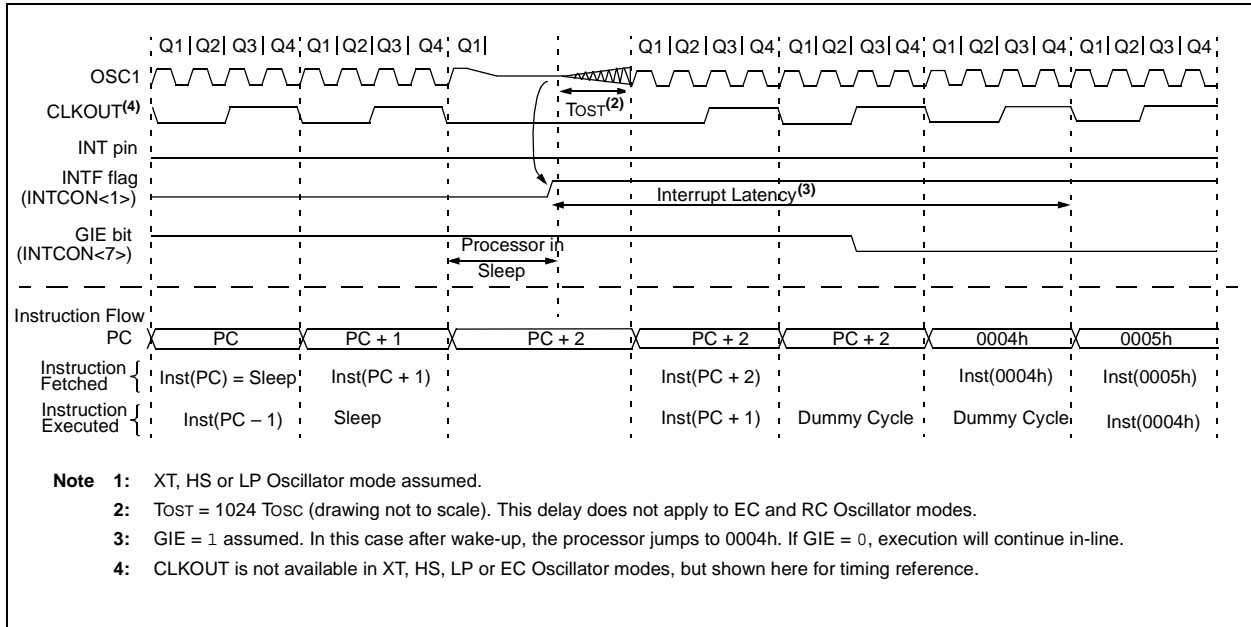 Q1 Q2 Q3 Q4 Q1 Q2 Q3 Q4 Q1 Q1 Q2 Q3 Q4 Q1 Q2 Q3 Q4 Q1 Q2 Q3 Q4 Q1 Q2 Q3 Q4
OSC1
TOST(2)
CLKOUT(4)
INT pin
INTF flag
(INTCON<1>)
Interrupt Latency(3)
GIE bit
(INTCON<7>)
Processor in
Sleep
Instruction Flow
PC PC PC + 1 PC + 2 PC + 2 PC + 2 0004h 0005h
Instruction
Fetched
Inst(PC) = Sleep Inst(PC + 1) Inst(PC + 2) Inst(0004h) Inst(0005h)
Instruction
Executed
Inst(PC – 1) Sleep Inst(PC + 1) Dummy Cycle Dummy Cycle Inst(0004h)
Note 1: XT, HS or LP Oscillator mode assumed.
2: TOST = 1024 TOSC (drawing not to scale). This delay does not apply to EC and RC Oscillator modes.
3: GIE = 1 assumed. In this case after wake-up, the processor jumps to 0004h. If GIE = 0, execution will continue in-line.
4: CLKOUT is not available in XT, HS, LP or EC Oscillator modes, but shown here for timing reference.